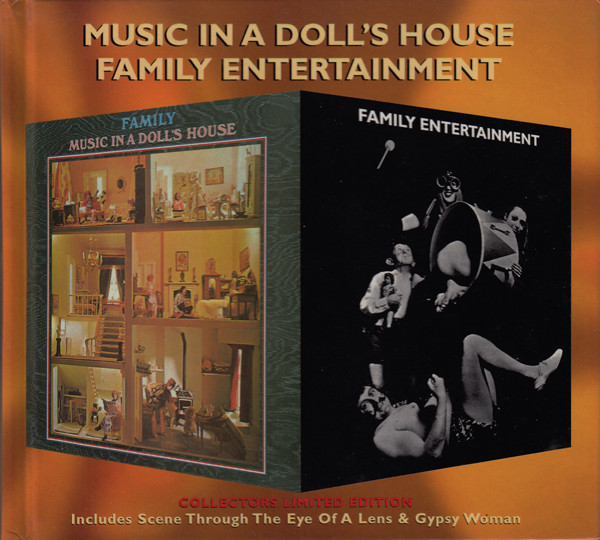 MUSIC IN A DOLL'S HOUSE
FAMILY ENTERTAINMENT
FAMILY
MUSIC IN A DOLL'S HOUSE
FAMILY ENTERTAINMENT
COLLECTORS LIMITED EDITION
Includes Scene Through The Eye Of A Lens & Gypsy Woman